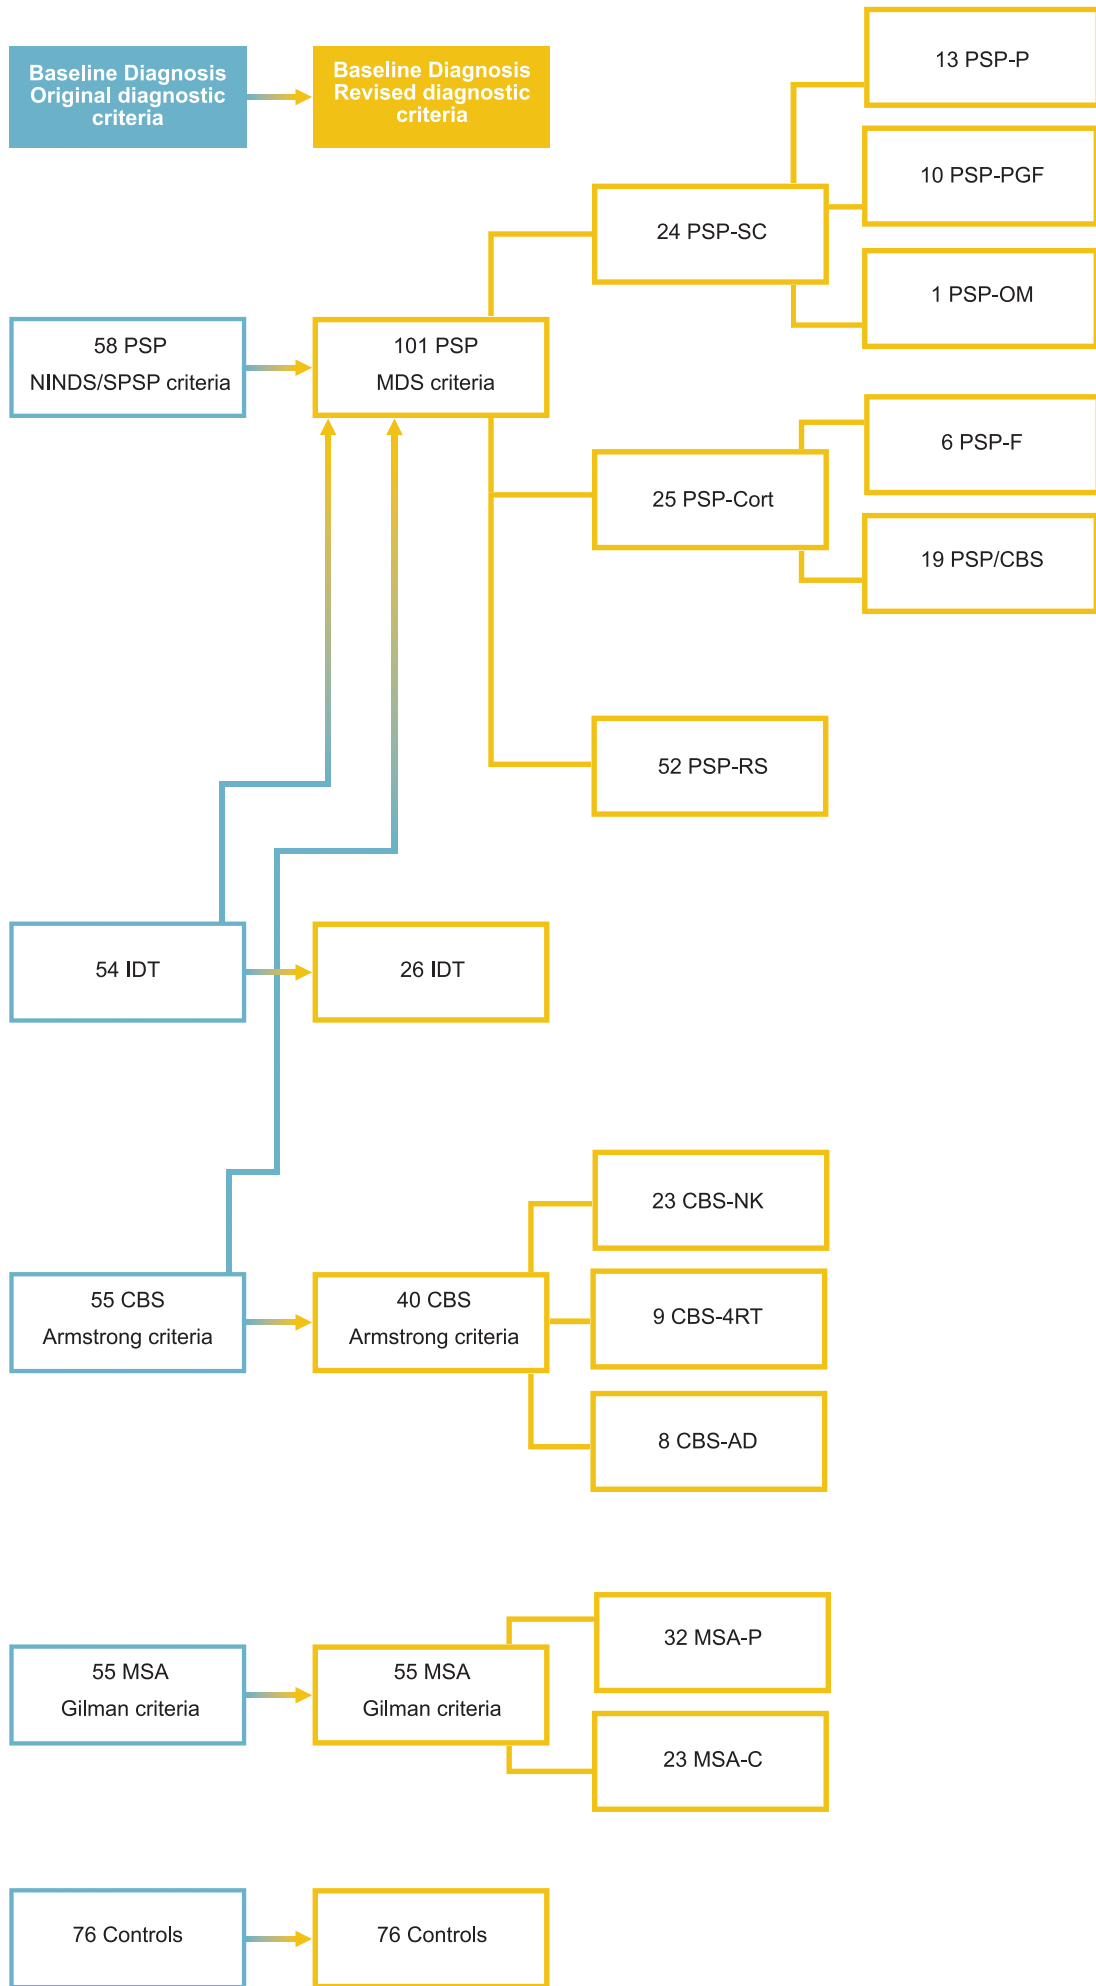 Baseline Diagnosis
Original diagnostic
criteria
Baseline Diagnosis
Revised diagnostic
criteria
13 PSP-P
10 PSP-PGF
24 PSP-SC
1 PSP-OM
58 PSP
NINDS/SPSP criteria
101 PSP
MDS criteria
6 PSP-F
25 PSP-Cort
19 PSP/CBS
52 PSP-RS
54 IDT
26 IDT
23 CBS-NK
55 CBS
Armstrong criteria
40 CBS
Armstrong criteria
9 CBS-4RT
8 CBS-AD
32 MSA-P
55 MSA
Gilman criteria
55 MSA
Gilman criteria
23 MSA-C
76 Controls
76 Controls